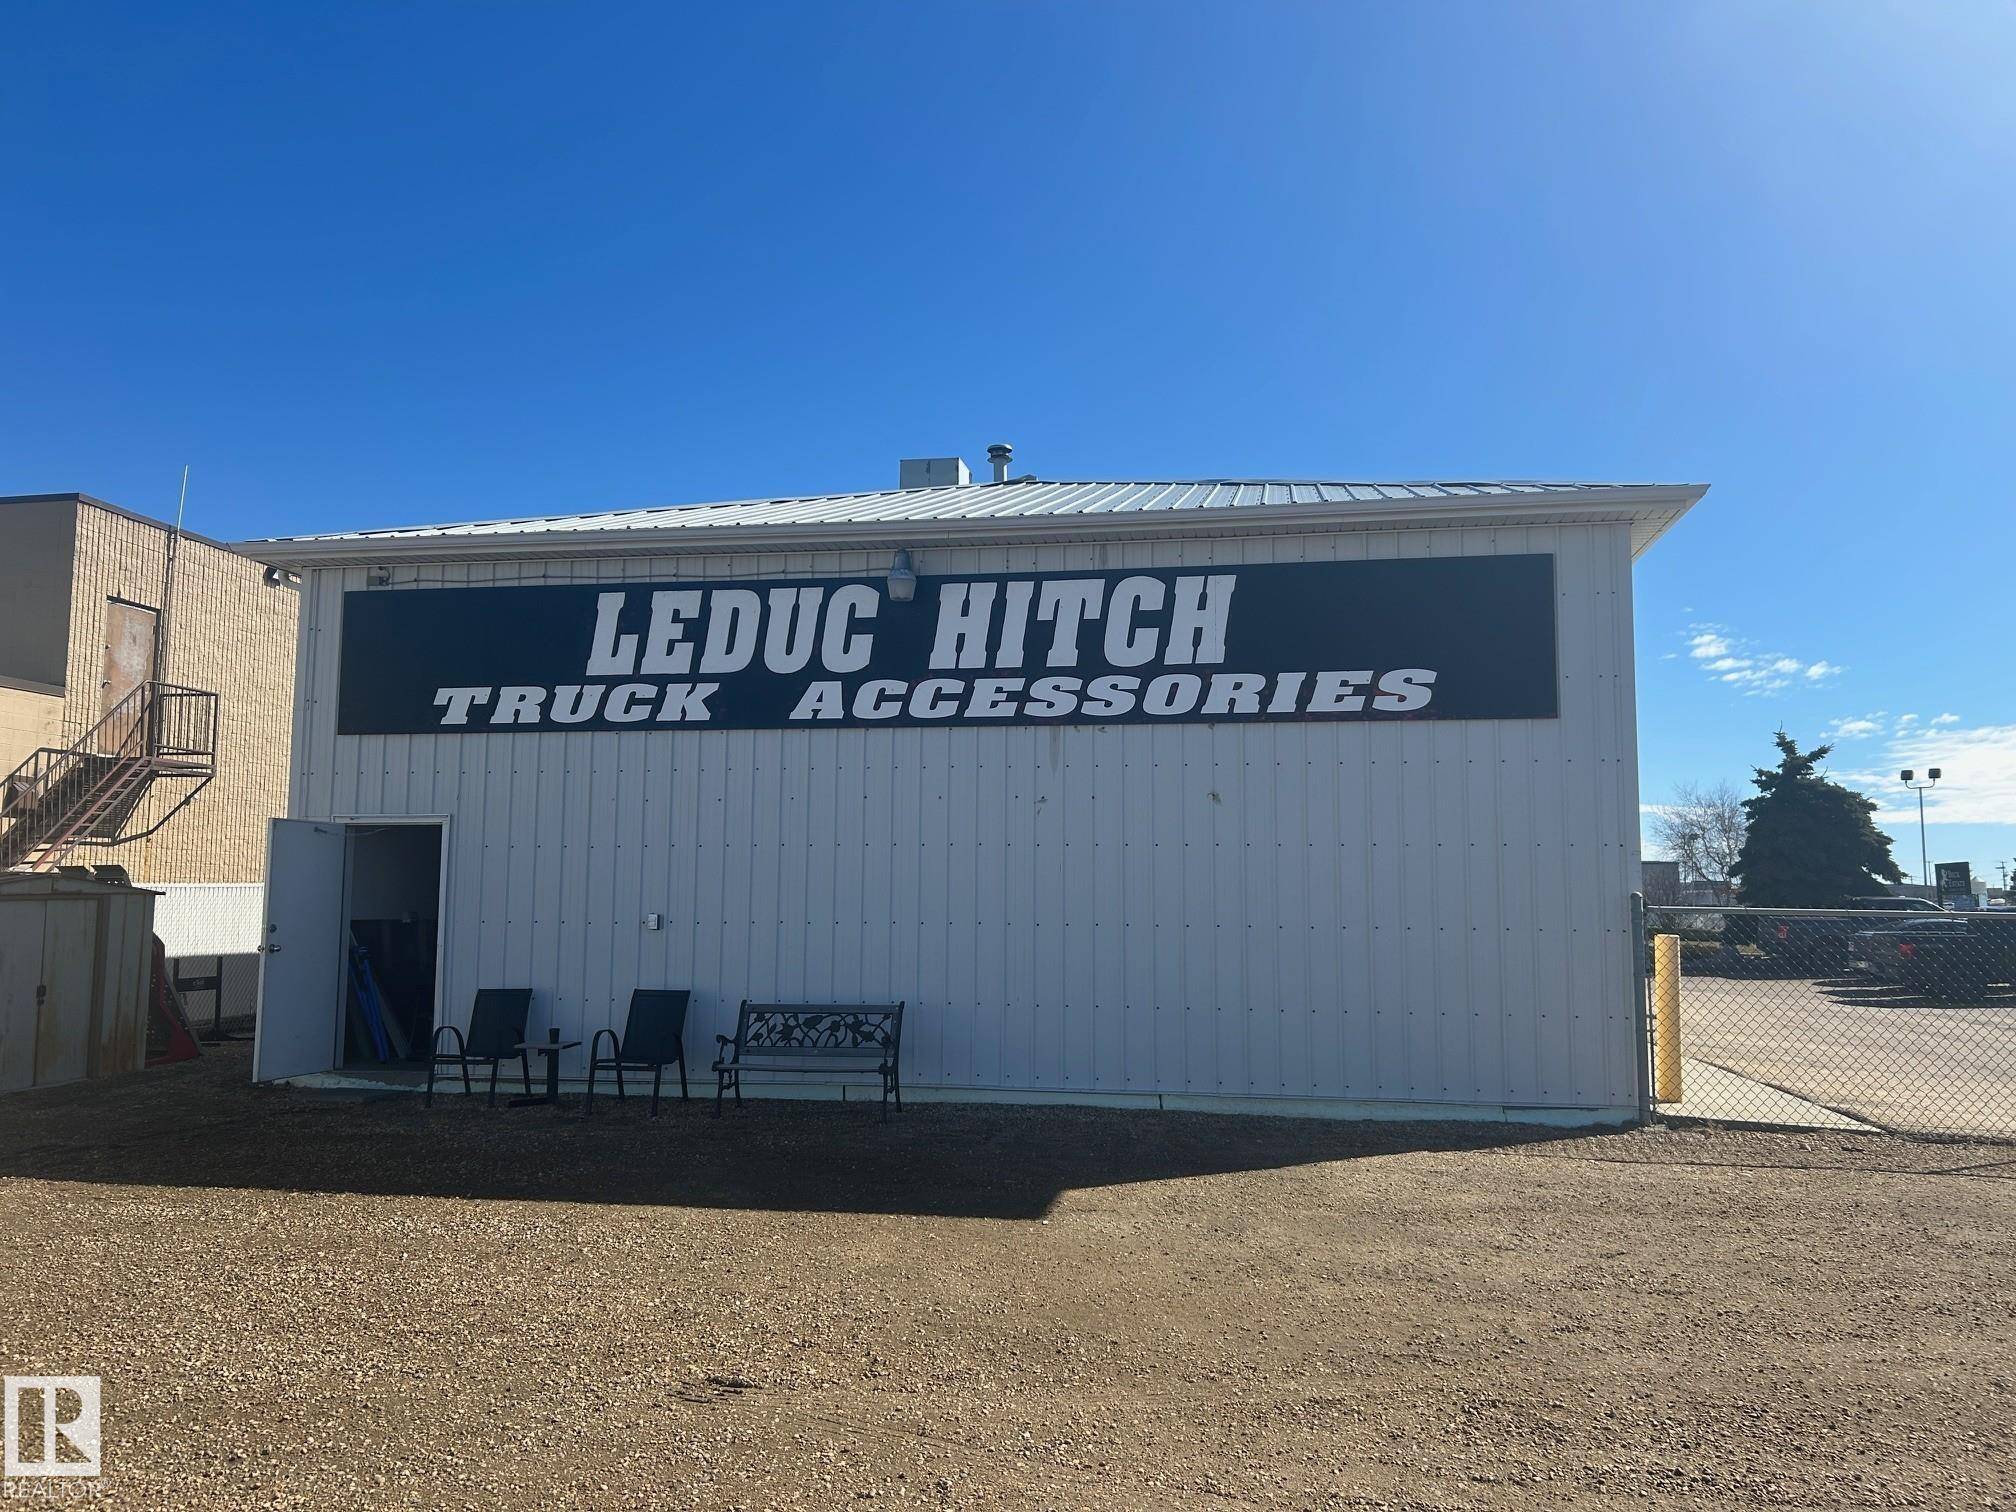 LEDUC HITCH
TRUCK ACCESSORIES
REALTOR